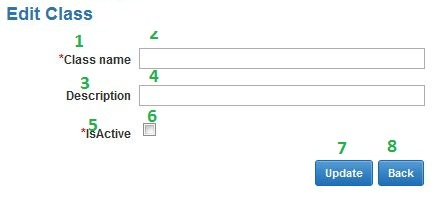 Edit Class
1 2
*Class name
3 4
Description
5 6
*IsActive
7 8
Update Back